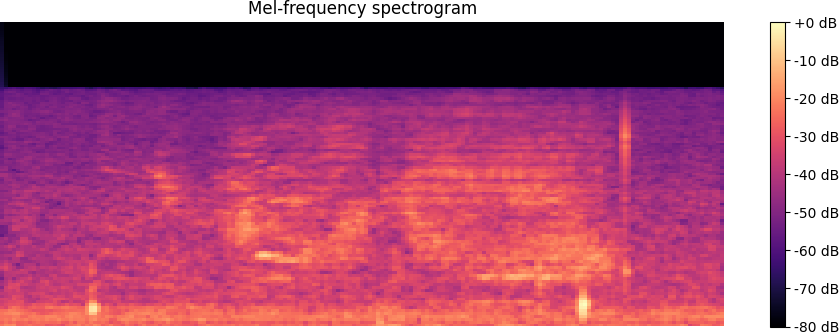 Mel-frequency spectrogram
+0 dB
-10 dB
-20 dB
-30 dB
-40 dB
-50 dB
-60 dB
-70 dB
-80 dB